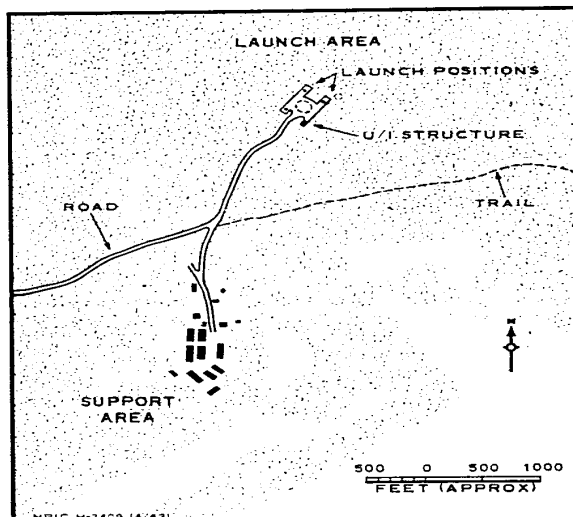 LAUNCH AREA
LAUNCH POSITIONS
U/I STRUCTURE
ROAD
TRAIL
N
SUPPORT
AREA
500 0 500 1000
FEET (APPROX)